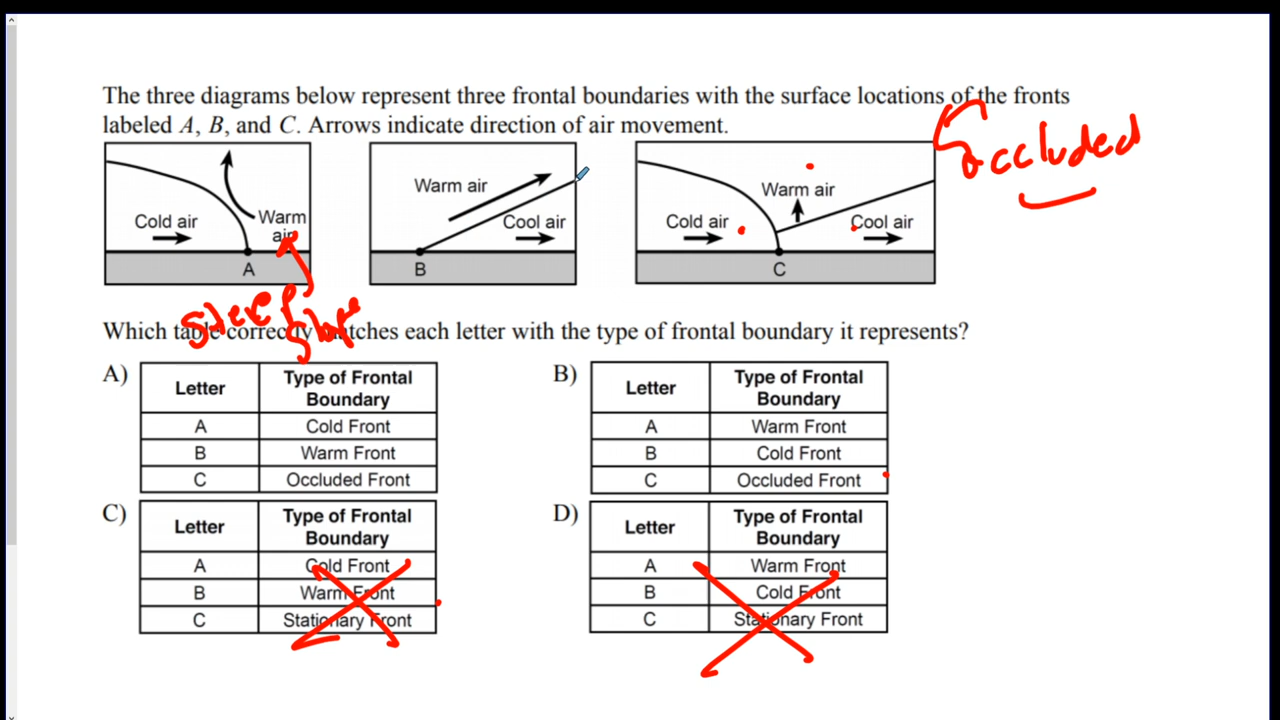 The three diagrams below represent three frontal boundaries with the surface locations of the fronts
labeled A, B, and C. Arrows indicate direction of air movement.
occluded
Cold air
Warm
air
A
Warm air
Cool air
B
Warm air
Cold air
Cool air
C
steep
slope
Which table correctly matches each letter with the type of frontal boundary it represents?
A)
Letter Type of Frontal
Boundary
A Cold Front
B Warm Front
C Occluded Front
B)
Letter Type of Frontal
Boundary
A Warm Front
B Cold Front
C Occluded Front
C)
Letter Type of Frontal
Boundary
A Cold Front
B Warm Front
C Stationary Front
D)
Letter Type of Frontal
Boundary
A Warm Front
B Cold Front
C Stationary Front